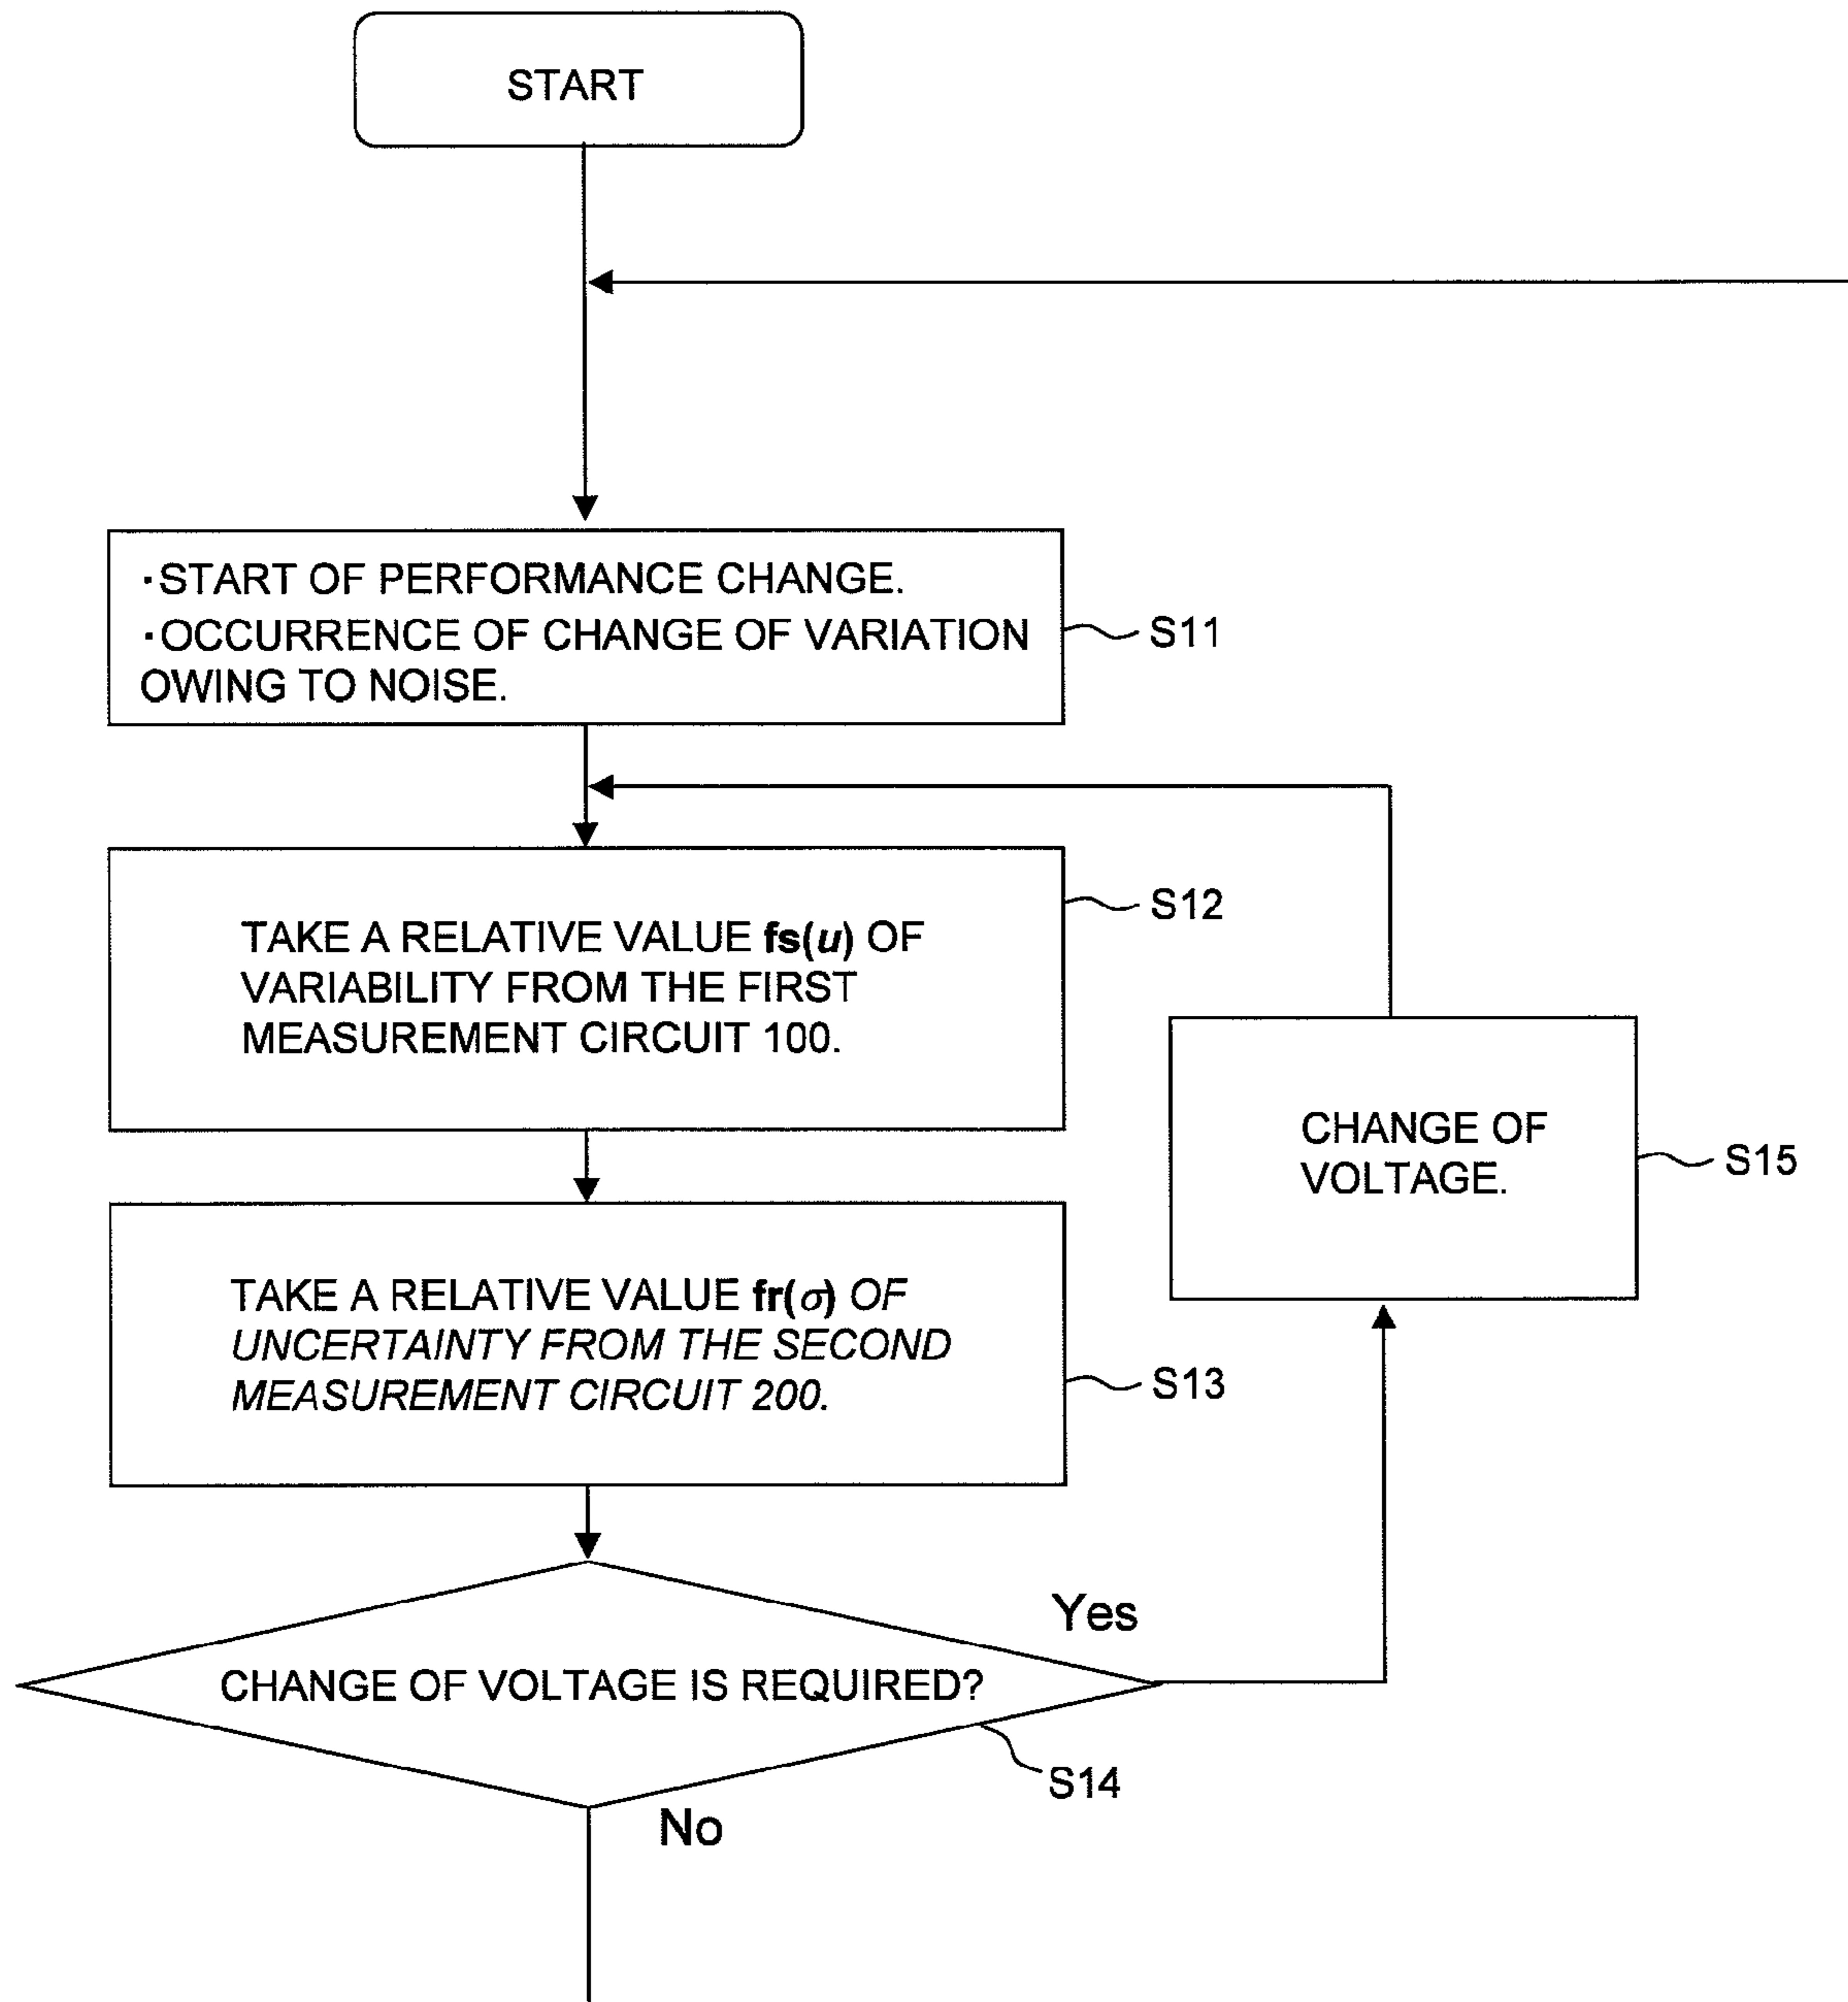 START
·START OF PERFORMANCE CHANGE.
·OCCURRENCE OF CHANGE OF VARIATION
OWING TO NOISE.
S11
TAKE A RELATIVE VALUE fs(u) OF
VARIABILITY FROM THE FIRST
MEASUREMENT CIRCUIT 100.
S12
CHANGE OF
VOLTAGE.
S15
TAKE A RELATIVE VALUE fr(σ) OF
UNCERTAINTY FROM THE SECOND
MEASUREMENT CIRCUIT 200.
S13
Yes
CHANGE OF VOLTAGE IS REQUIRED?
S14
No